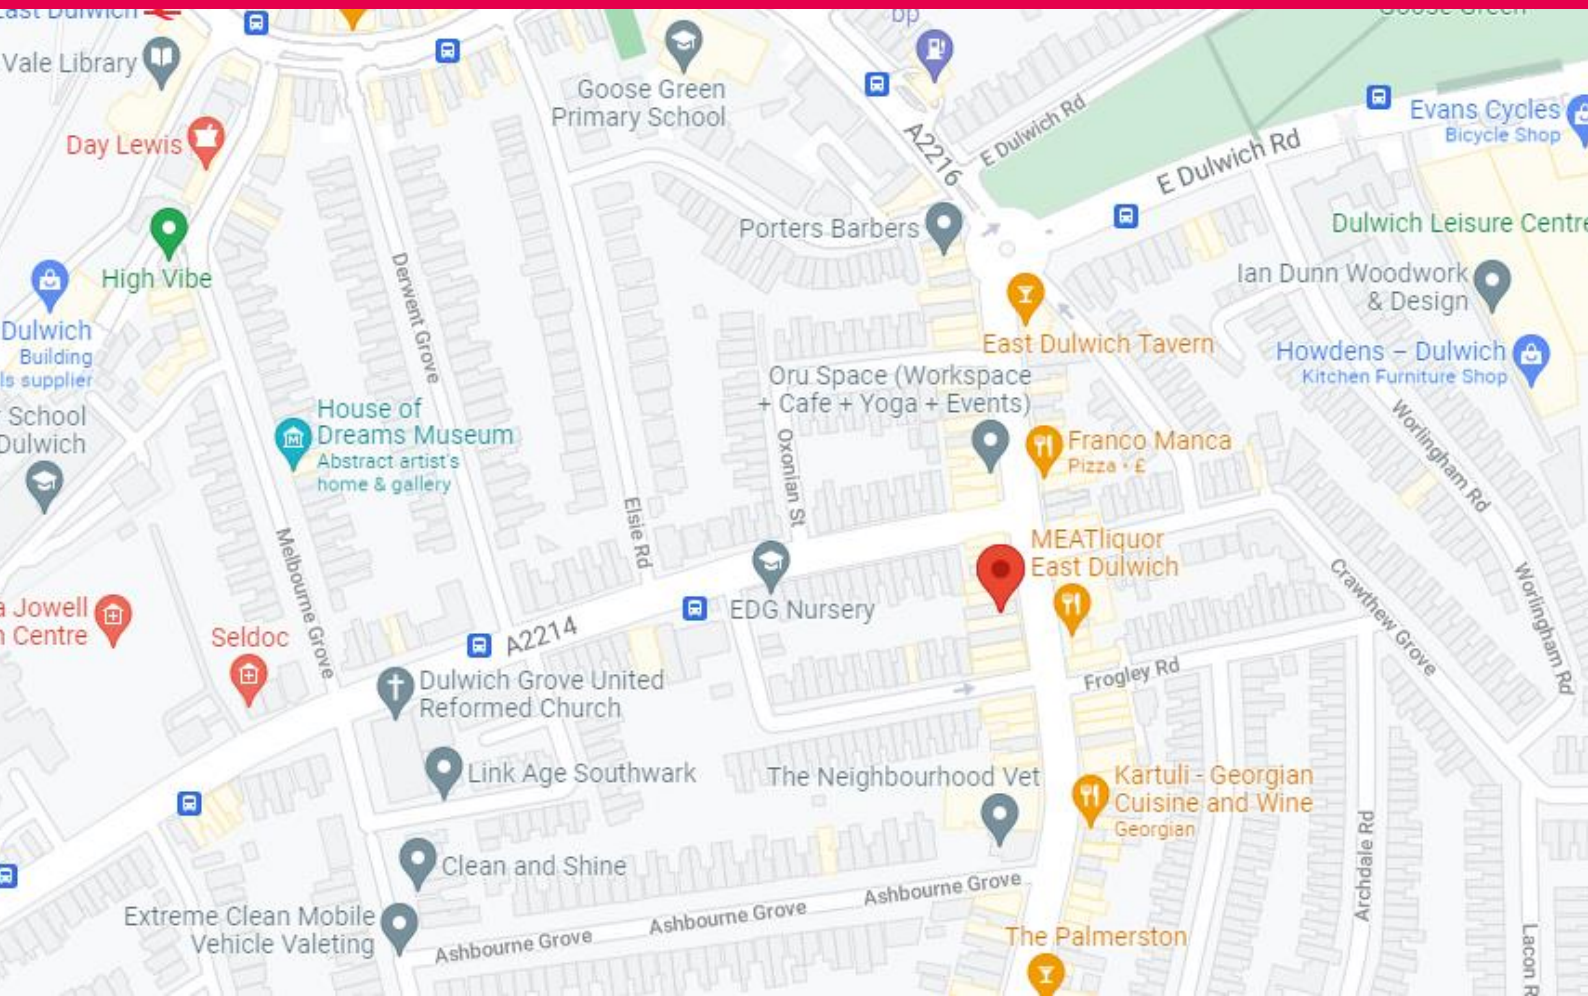 East Dulwich
Vale Library
Day Lewis
High Vibe
Dulwich
Building
ls supplier
School
Dulwich
a Jowell
n Centre
Seldoc
Goose Green
Primary School
bp
A2216
E Dulwich Rd
E Dulwich Rd
Goose Green
Evans Cycles
Bicycle Shop
Dulwich Leisure Centre
Ian Dunn Woodwork
& Design
Howdens – Dulwich
Kitchen Furniture Shop
Porters Barbers
East Dulwich Tavern
Oru Space (Workspace
+ Cafe + Yoga + Events)
Franco Manca
Pizza · £
Derwent Grove
House of
Dreams Museum
Abstract artist's
home & gallery
Melbourne Grove
Elsie Rd
Oxonian St
Worlingham Rd
Worlingham Rd
Crawthew Grove
MEATliquor
East Dulwich
EDG Nursery
A2214
Dulwich Grove United
Reformed Church
Frogley Rd
Link Age Southwark
The Neighbourhood Vet
Kartuli - Georgian
Cuisine and Wine
Georgian
Archdale Rd
Clean and Shine
Extreme Clean Mobile
Vehicle Valeting
Ashbourne Grove
Ashbourne Grove
Ashbourne Grove
The Palmerston
Lacon R